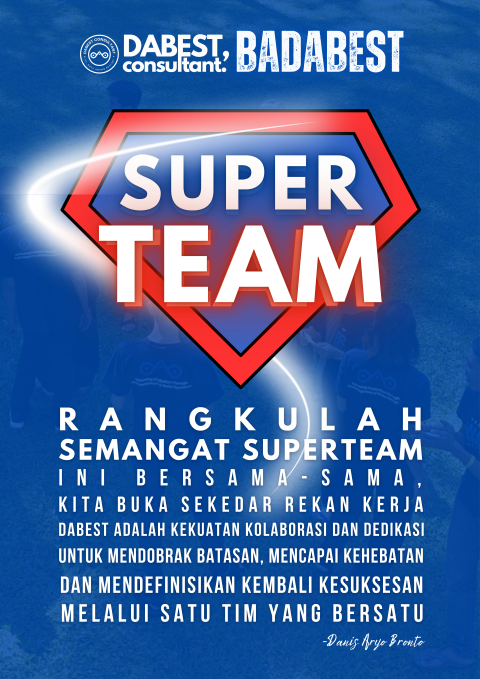 DABEST, BADABEST
consultant.
SUPER
TEAM
RANGKULAH
SEMANGAT SUPERTEAM
INI BERSAMA-SAMA,
KITA BUKA SEKEDAR REKAN KERJA
DABEST ADALAH KEKUATAN KOLABORASI DAN DEDIKASI
UNTUK MENDOBRAK BATASAN, MENCAPAI KEHEBATAN
DAN MENDEFINISIKAN KEMBALI KESUKSESAN
MELALUI SATU TIM YANG BERSATU
-Danis Aryo Bronto